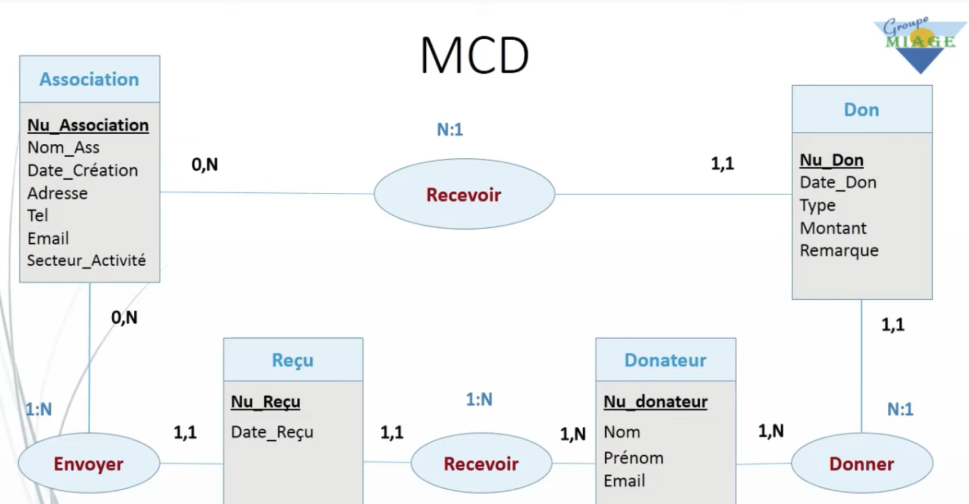 Groupe
MIAGE
MCD
Association
Nu_Association
Nom_Ass
Date_Création
Adresse
Tel
Email
Secteur_Activité
0,N
N:1
Recevoir
1,1
Don
Nu_Don
Date_Don
Type
Montant
Remarque
0,N
1:N
Envoyer
1,1
Reçu
Nu_Reçu
Date_Reçu
1,1
1:N
Recevoir
1,N
Donateur
Nu_donateur
Nom
Prénom
Email
1,N
1,1
N:1
Donner